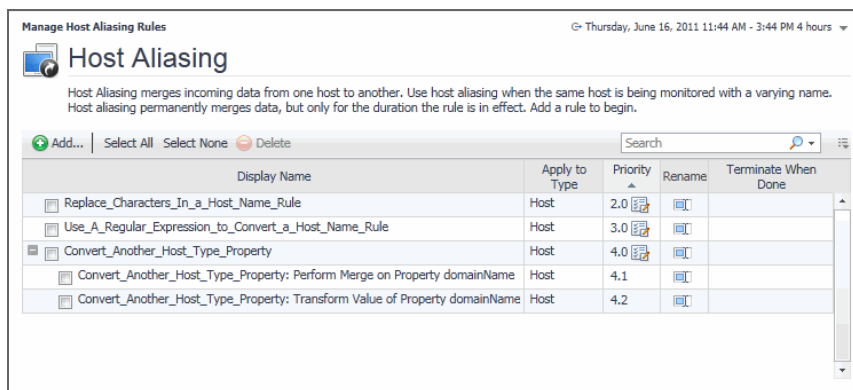 Manage Host Aliasing Rules
Thursday, June 16, 2011 11:44 AM - 3:44 PM 4 hours
Host Aliasing
Host Aliasing merges incoming data from one host to another. Use host aliasing when the same host is being monitored with a varying name.
Host aliasing permanently merges data, but only for the duration the rule is in effect. Add a rule to begin.
Add... Select All Select None Delete Search
Display Name Apply to Type Priority Rename Terminate When Done
Replace_Characters_In_a_Host_Name_Rule Host 2.0
Use_A_Regular_Expression_to_Convert_a_Host_Name_Rule Host 3.0
Convert_Another_Host_Type_Property Host 4.0
Convert_Another_Host_Type_Property: Perform Merge on Property domainName Host 4.1
Convert_Another_Host_Type_Property: Transform Value of Property domainName Host 4.2